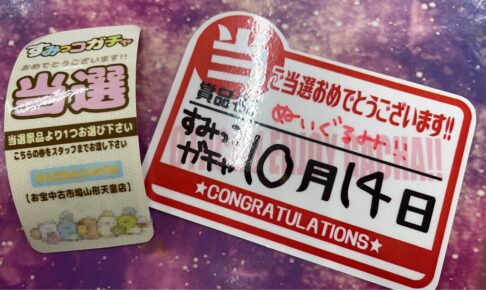 すみっコガチャ
おめでとうございます!!
当選
当選景品より1つお選び下さい
こちらの券をスタッフまでお渡し下さい
【お宝中古市場山形天童店】
当
ご当選おめでとうございます!!
賞品名
ぬいぐるみ!!
すみっコ
ガチャ 10月14日
★CONGRATULATIONS★